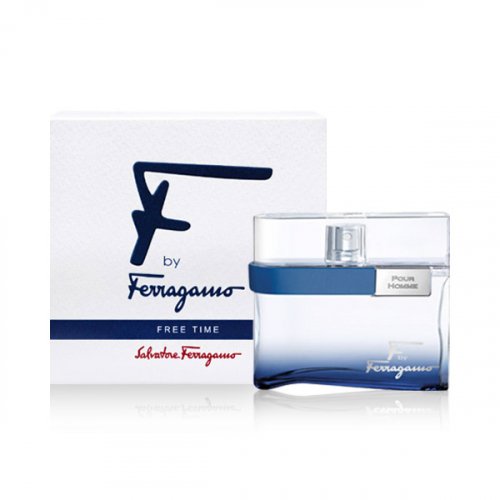 F
by
Ferragamo
FREE TIME
Salvatore Ferragamo
POUR
HOMME
F
by
Ferragamo